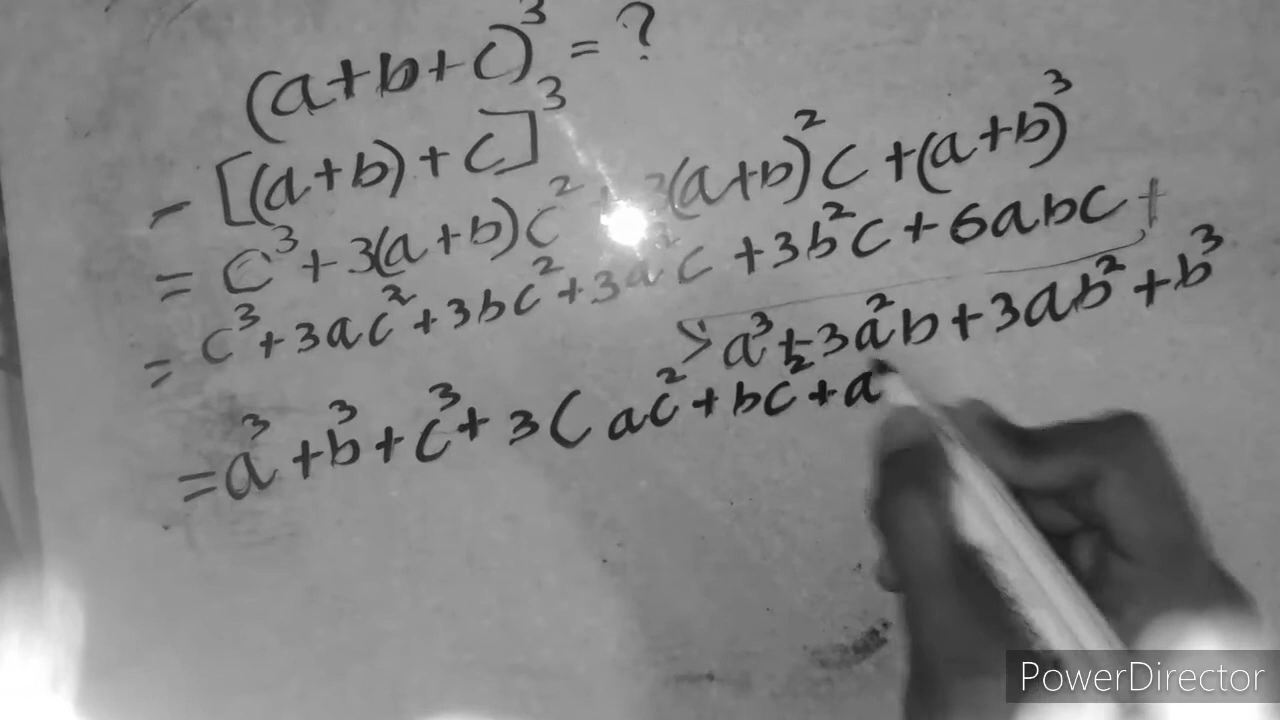 (a+b+c)³ = ?
- [(a+b)+c]³
= c³+3(a+b)c²+3(a+b)²c+(a+b)³
= c³+3ac²+3bc²+3a²c+3b²c+6abc+
a³+3a²b+3ab²+b³
=a³+b³+c³+3(ac²+bc²+a
PowerDirector